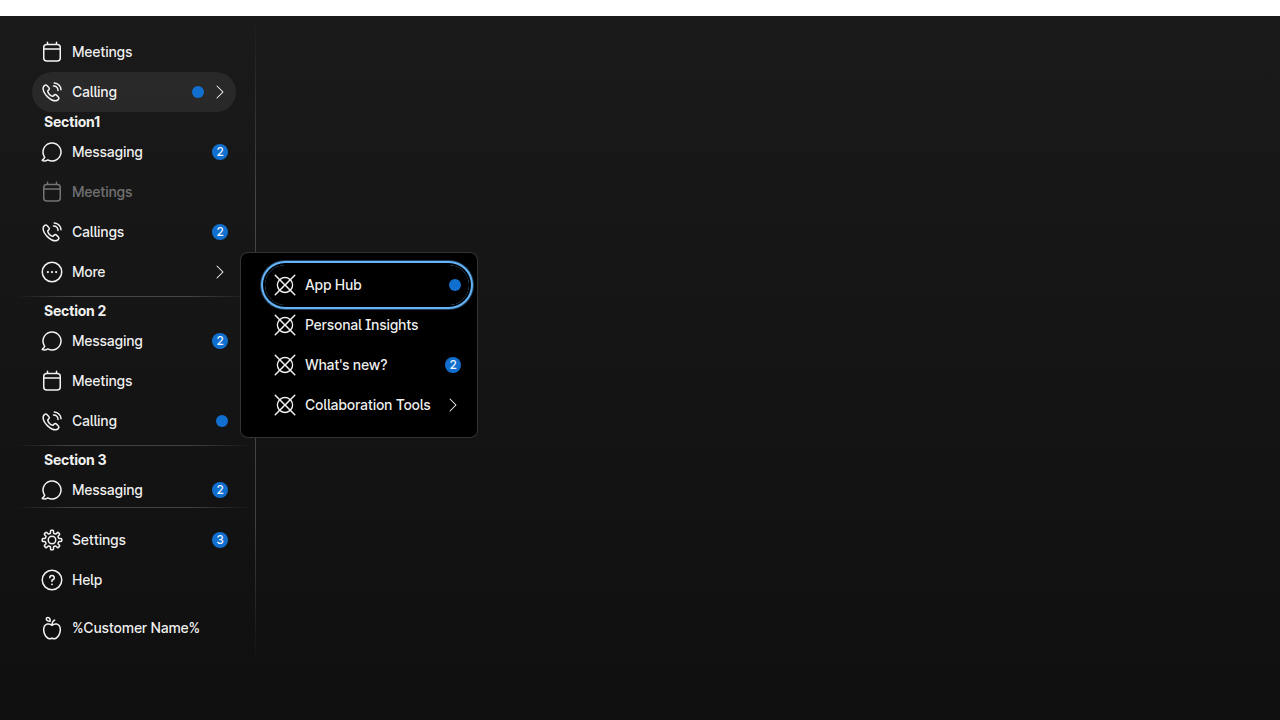 Meetings
Calling
Section1
Messaging 2
Meetings
Callings 2
More
Section 2
Messaging 2
Meetings
Calling
Section 3
Messaging 2
Settings 3
Help
%Customer Name%
App Hub
Personal Insights
What's new? 2
Collaboration Tools